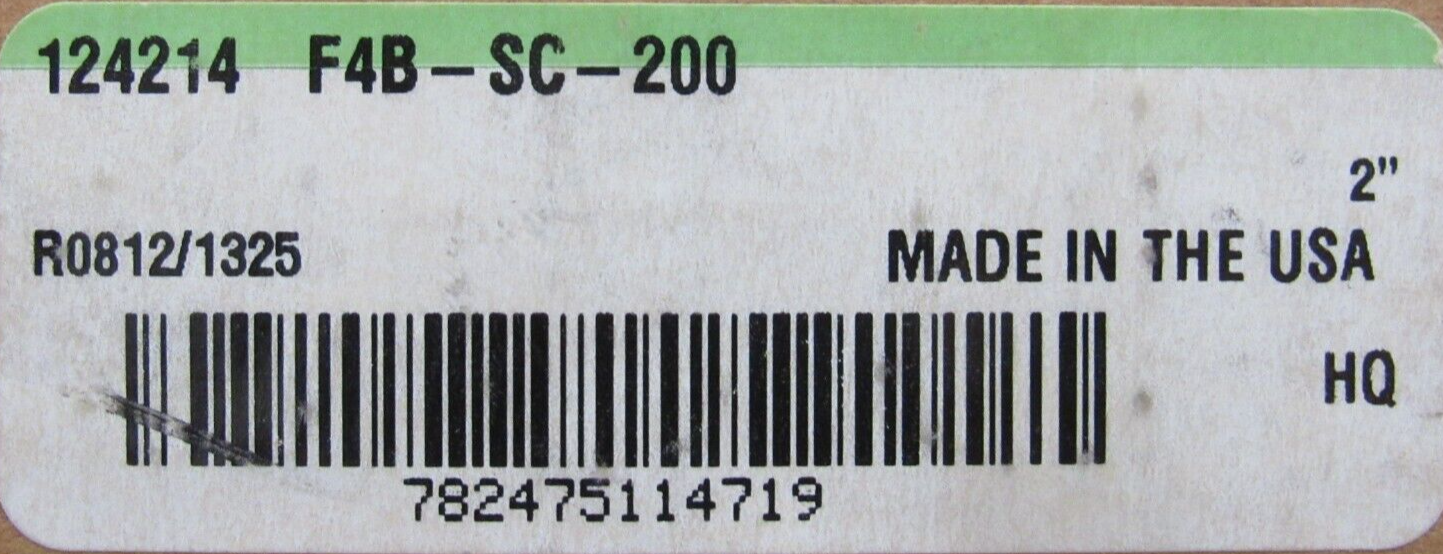 124214 F4B-SC-200
2"
R0812/1325 MADE IN THE USA
HQ
782475114719